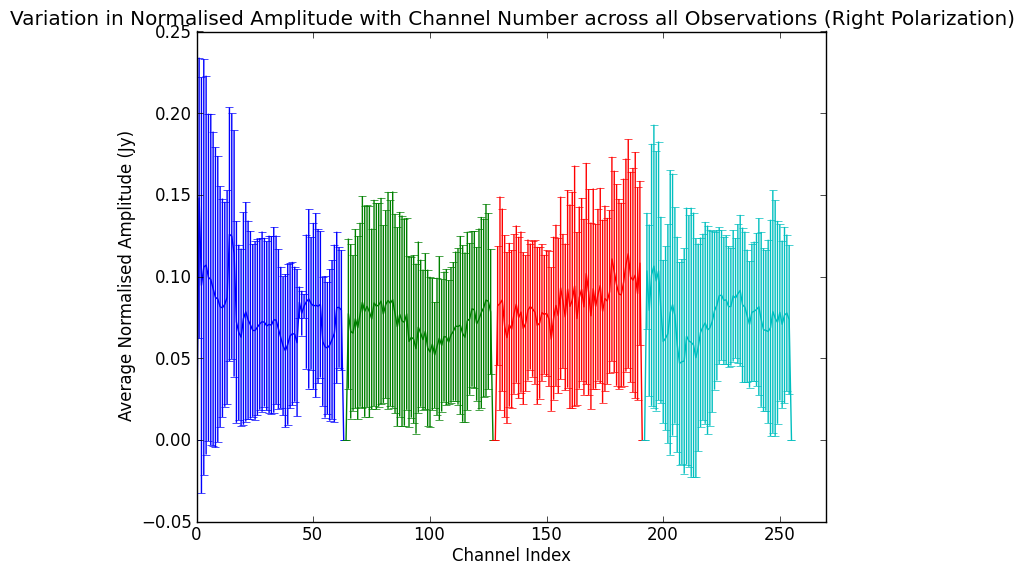 Variation in Normalised Amplitude with Channel Number across all Observations (Right Polarization)
0.25
0.20
0.15
0.10
0.05
0.00
−0.05
Average Normalised Amplitude (Jy)
0 50 100 150 200 250
Channel Index